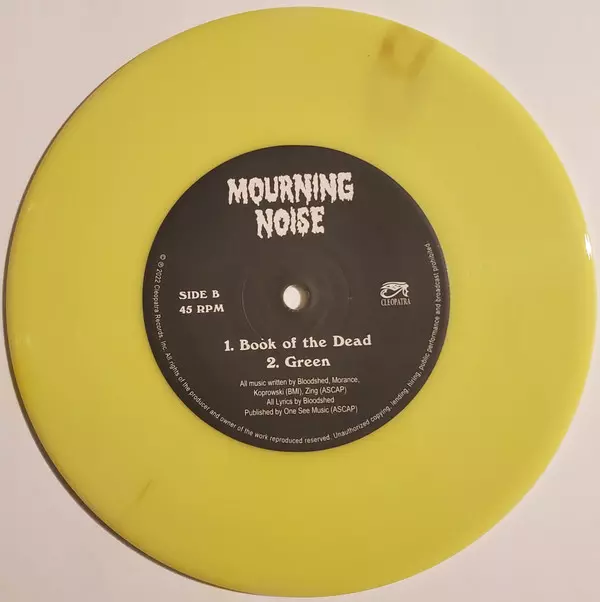 MOURNING
NOISE
SIDE B
45 RPM
CLEOPATRA
1. Book of the Dead
2. Green
All music written by Bloodshed, Morance,
Koprowski (BMI), Zing (ASCAP)
All Lyrics by Bloodshed
Published by One See Music (ASCAP)
℗ © 2022 Cleopatra Records, Inc. All rights of the producer and owner of the work reproduced reserved. Unauthorized copying, lending, hiring, public performance and broadcast prohibited.